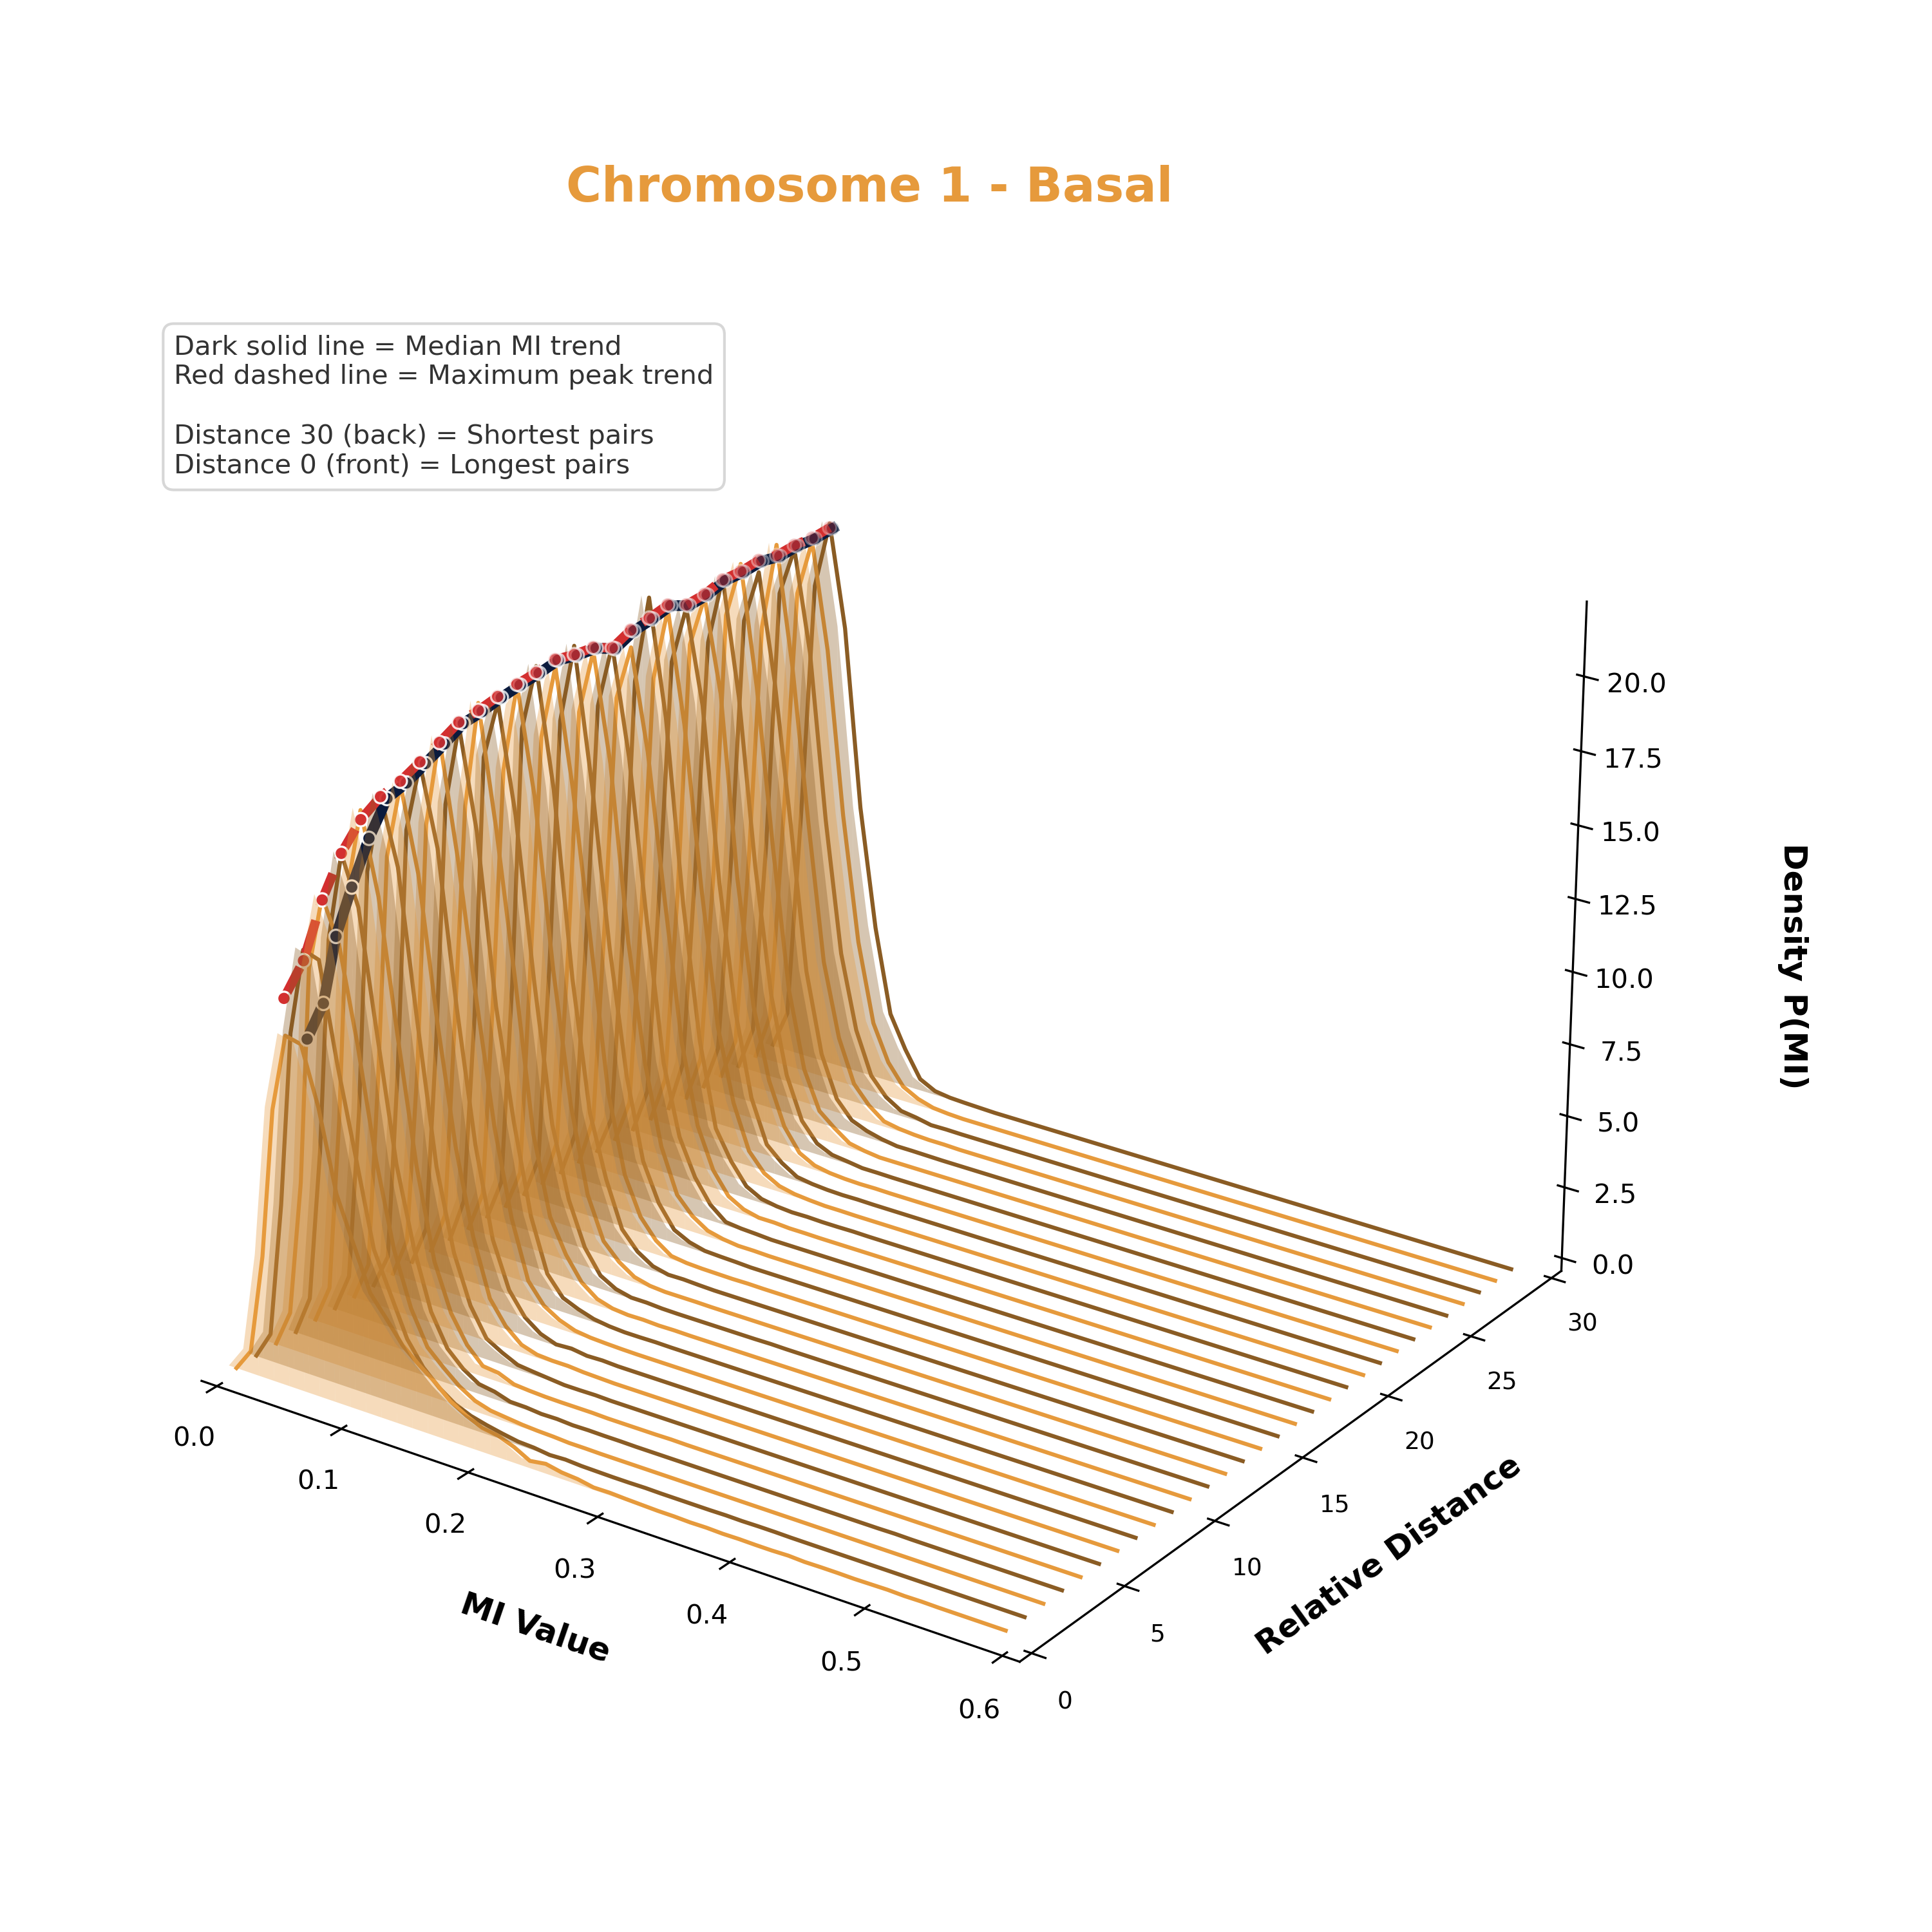 Chromosome 1 - Basal
Dark solid line = Median MI trend
Red dashed line = Maximum peak trend
Distance 30 (back) = Shortest pairs
Distance 0 (front) = Longest pairs
20.0
17.5
15.0
12.5
10.0
7.5
5.0
2.5
0.0
Density P(MI)
30
25
20
15
10
5
0
Relative Distance
0.0
0.1
0.2
0.3
0.4
0.5
0.6
MI Value